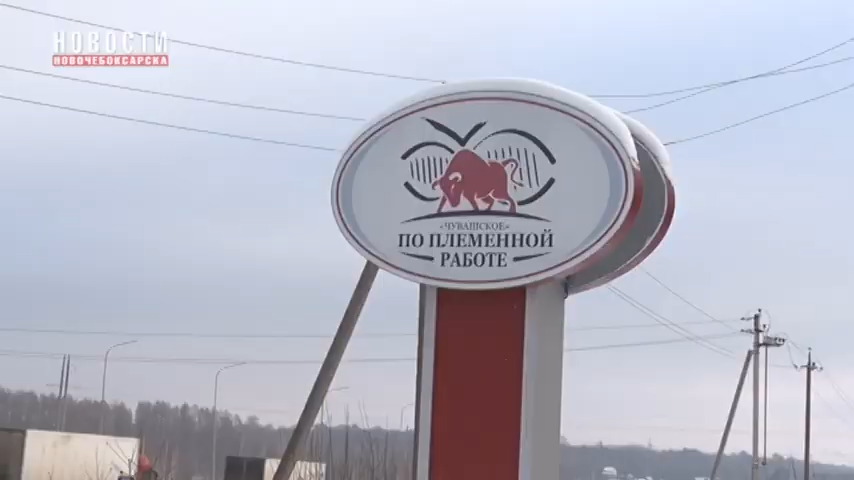 НОВОСТИ
НОВОЧЕБОКСАРСКА
«ЧУВАШСКОЕ»
ПО ПЛЕМЕННОЙ
РАБОТЕ